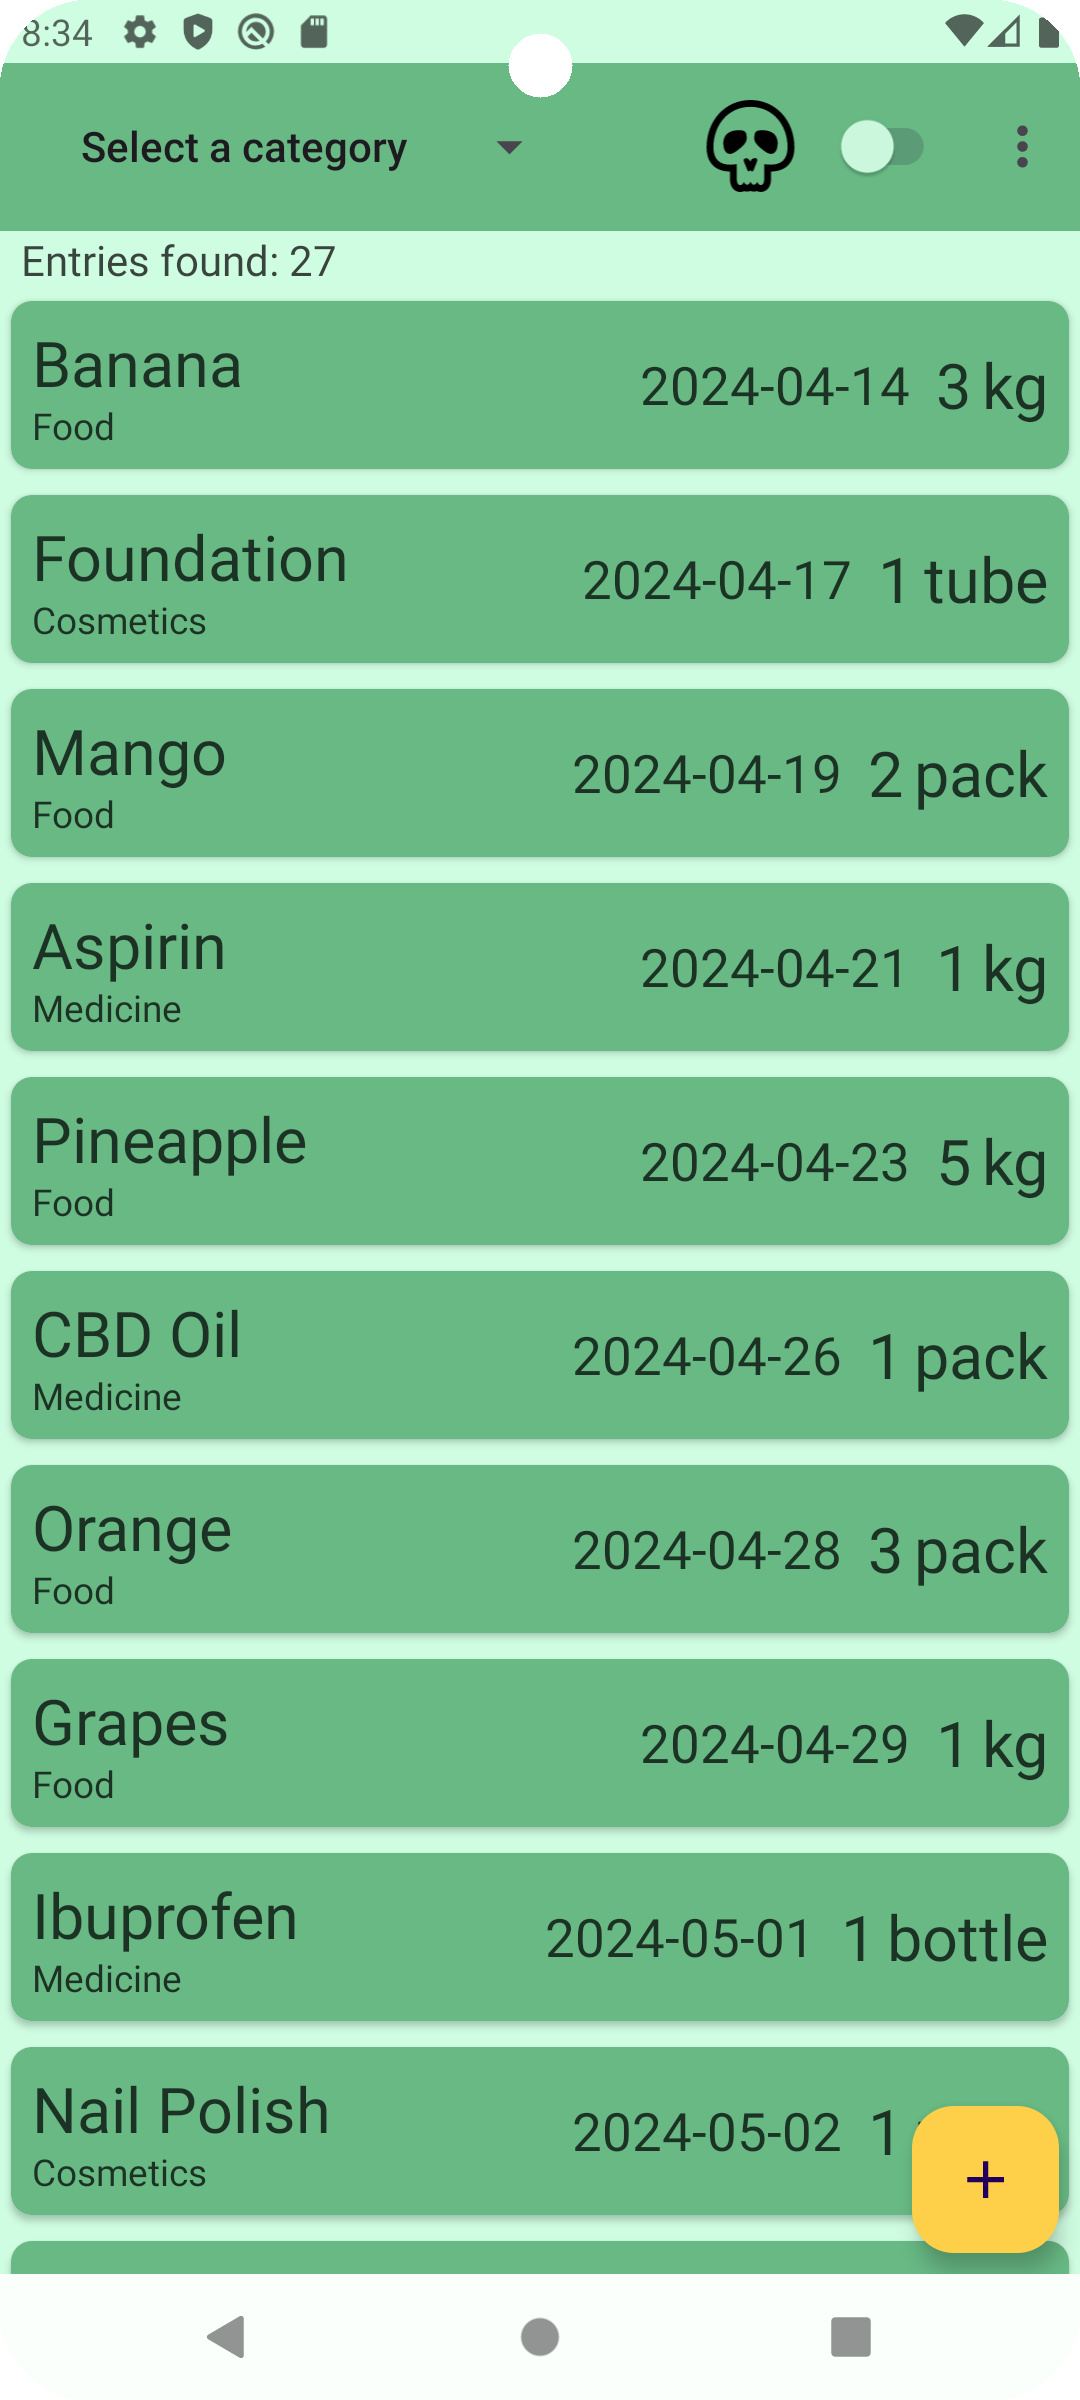 8:34
Select a category
Entries found: 27
Banana
Food
2024-04-14 3 kg
Foundation
Cosmetics
2024-04-17 1 tube
Mango
Food
2024-04-19 2 pack
Aspirin
Medicine
2024-04-21 1 kg
Pineapple
Food
2024-04-23 5 kg
CBD Oil
Medicine
2024-04-26 1 pack
Orange
Food
2024-04-28 3 pack
Grapes
Food
2024-04-29 1 kg
Ibuprofen
Medicine
2024-05-01 1 bottle
Nail Polish
Cosmetics
2024-05-02 1
+